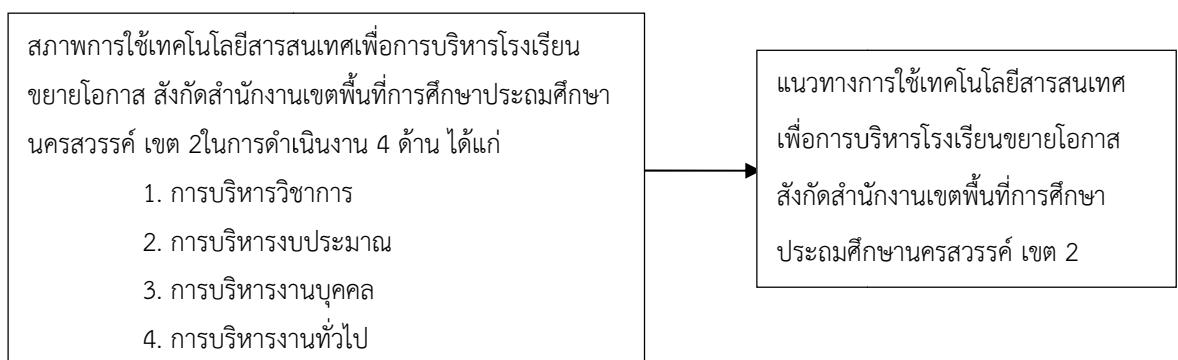 สภาพการใช้เทคโนโลยีสารสนเทศเพื่อการบริหารโรงเรียน
ขยายโอกาส สังกัดสำนักงานเขตพื้นที่การศึกษาประถมศึกษา
นครสวรรค์ เขต 2ในการดำเนินงาน 4 ด้าน ได้แก่
1. การบริหารวิชาการ
2. การบริหารงบประมาณ
3. การบริหารงานบุคคล
4. การบริหารงานทั่วไป
แนวทางการใช้เทคโนโลยีสารสนเทศ
เพื่อการบริหารโรงเรียนขยายโอกาส
สังกัดสำนักงานเขตพื้นที่การศึกษา
ประถมศึกษานครสวรรค์ เขต 2